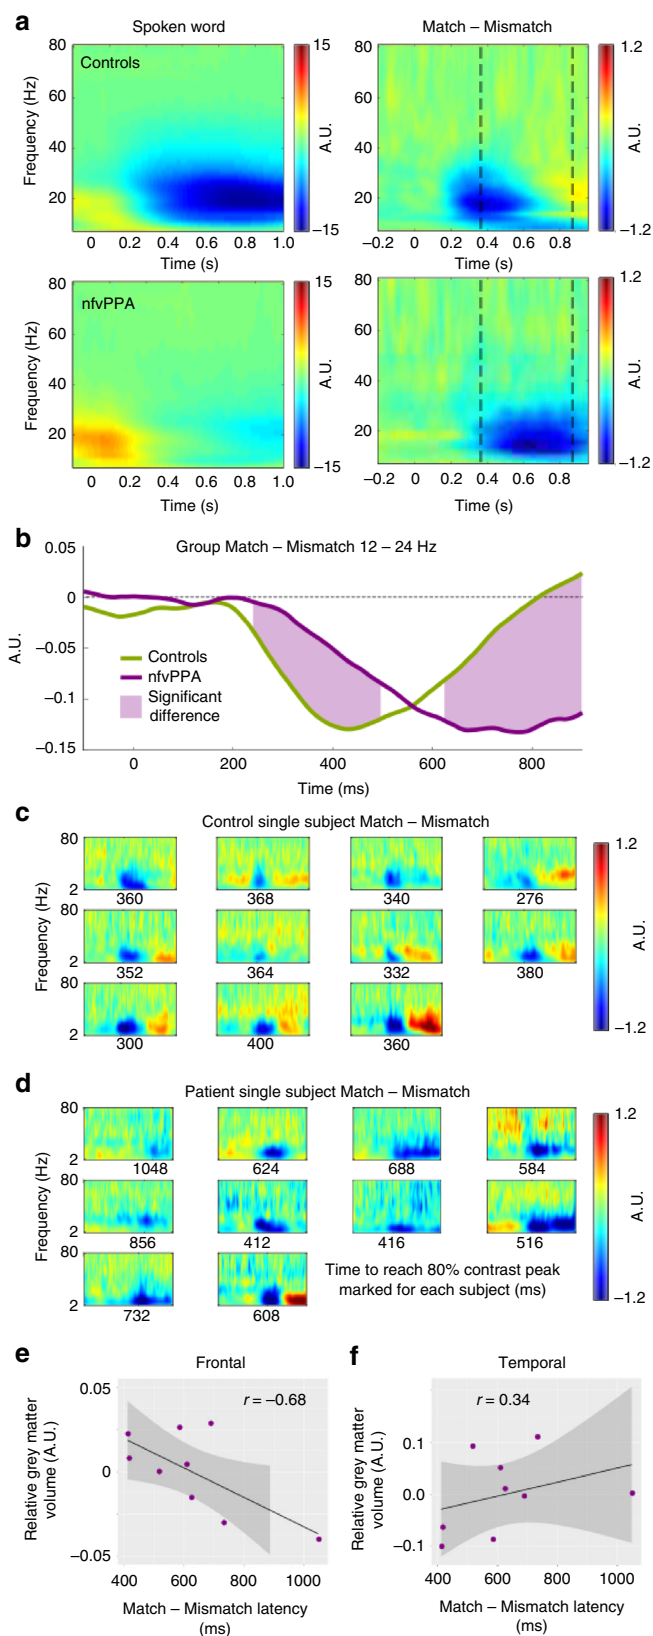 a
Spoken word
Match – Mismatch
Controls
Frequency (Hz)
80
60
40
20
0 0.2 0.4 0.6 0.8 1.0
Time (s)
15
A.U.
–15
80
60
40
20
–0.2 0 0.2 0.4 0.6 0.8
Time (s)
1.2
A.U.
–1.2
nfvPPA
Frequency (Hz)
80
60
40
20
0 0.2 0.4 0.6 0.8 1.0
Time (s)
15
A.U.
–15
80
60
40
20
–0.2 0 0.2 0.4 0.6 0.8
Time (s)
1.2
A.U.
–1.2
b
Group Match – Mismatch 12 – 24 Hz
0.05
0
–0.05
–0.1
–0.15
A.U.
Controls
nfvPPA
Significant
difference
0 200 400 600 800
Time (ms)
c
Control single subject Match – Mismatch
Frequency (Hz)
80
2
360 368 340 276
80
2
352 364 332 380
80
2
300 400 360
1.2
A.U.
–1.2
d
Patient single subject Match – Mismatch
Frequency (Hz)
80
2
1048 624 688 584
80
2
856 412 416 516
80
2
732 608
Time to reach 80% contrast peak
marked for each subject (ms)
1.2
A.U.
–1.2
e
Frontal
r = –0.68
Relative grey matter
volume (A.U.)
0.05
0
–0.05
400 600 800 1000
Match – Mismatch latency
(ms)
f
Temporal
r = 0.34
Relative grey matter
volume (A.U.)
0.1
0.0
–0.1
400 600 800 1000
Match – Mismatch latency
(ms)